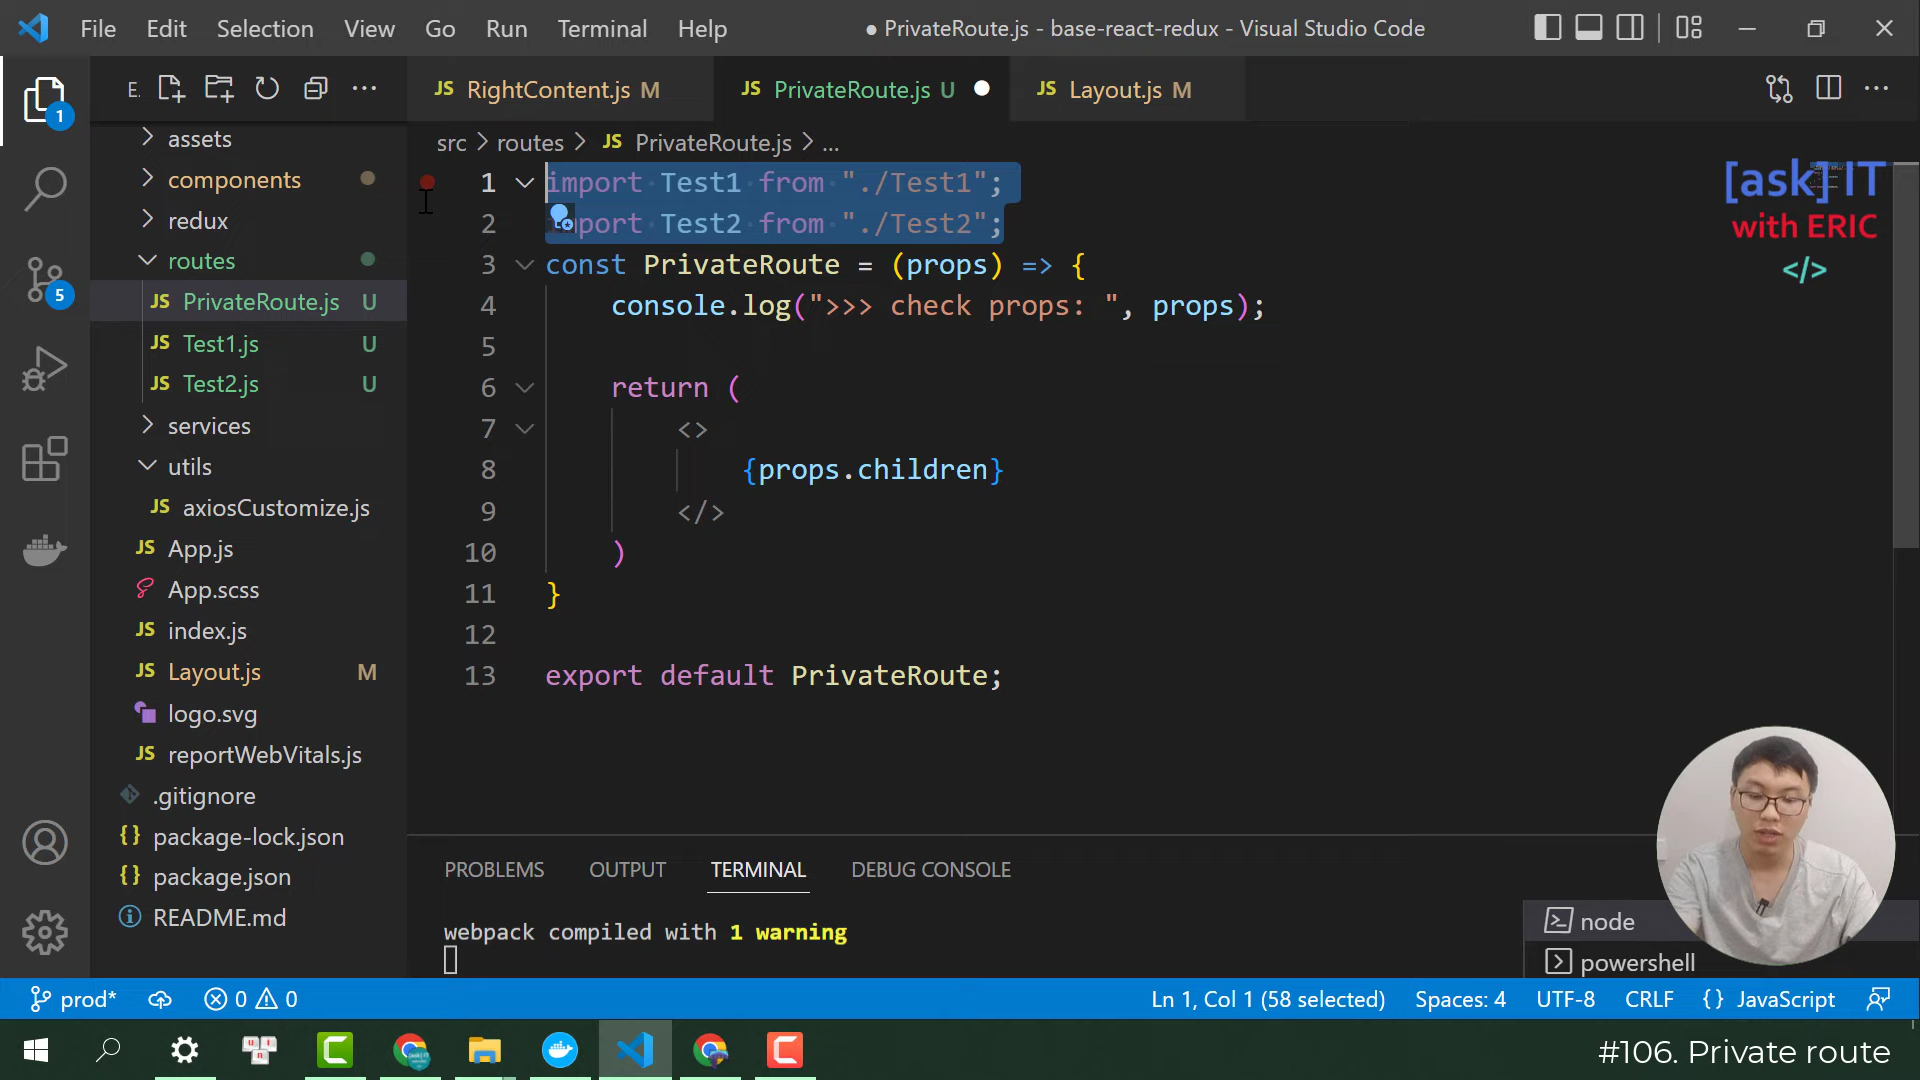 File Edit Selection View Go Run Terminal Help
● PrivateRoute.js - base-react-redux - Visual Studio Code
E.
JS RightContent.js M
JS PrivateRoute.js U
JS Layout.js M
1
assets
components
redux
routes
JS PrivateRoute.js U
JS Test1.js U
JS Test2.js U
services
utils
JS axiosCustomize.js
JS App.js
App.scss
JS index.js
JS Layout.js M
logo.svg
JS reportWebVitals.js
.gitignore
{} package-lock.json
{} package.json
README.md
5
src > routes > JS PrivateRoute.js > ...
1 import Test1 from "./Test1";
2 import Test2 from "./Test2";
3 const PrivateRoute = (props) => {
4 console.log(">>> check props: ", props);
5
6 return (
7 <>
8 {props.children}
9 </>
10 )
11 }
12
13 export default PrivateRoute;
[ask] IT
with ERIC
</>
PROBLEMS OUTPUT TERMINAL DEBUG CONSOLE
webpack compiled with 1 warning
node
powershell
prod* 0 0
Ln 1, Col 1 (58 selected) Spaces: 4 UTF-8 CRLF {} JavaScript
#106. Private route